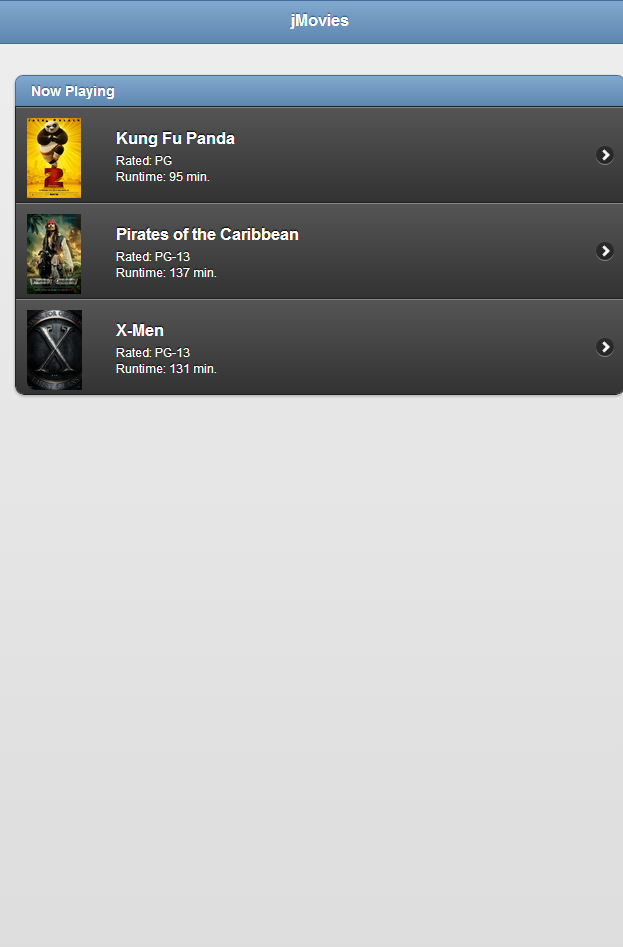 jMovies
Now Playing
Kung Fu Panda
Rated: PG
Runtime: 95 min.
2
Pirates of the Caribbean
Rated: PG-13
Runtime: 137 min.
X-Men
Rated: PG-13
Runtime: 131 min.
X